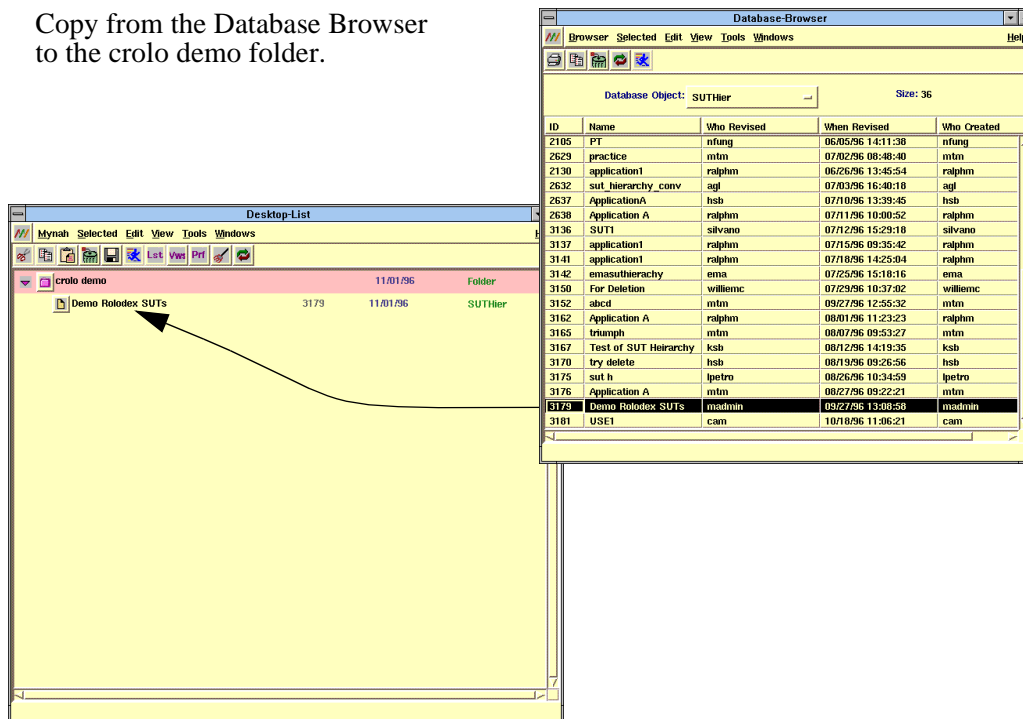 Copy from the Database Browser
to the crolo demo folder.
Database-Browser
Browser Selected Edit View Tools Windows Help
Database Object: SUTHier Size: 36
ID Name Who Revised When Revised Who Created
2105 PT nfung 06/05/96 14:11:38 nfung
2629 practice mtm 07/02/96 08:48:40 mtm
2130 application1 ralphm 06/26/96 13:45:54 ralphm
2632 sut_hierarchy_conv agl 07/03/96 16:40:18 agl
2637 ApplicationA hsb 07/10/96 13:39:45 hsb
2638 Application A ralphm 07/11/96 10:00:52 ralphm
3136 SUT1 silvano 07/12/96 15:29:18 silvano
3137 application1 ralphm 07/15/96 09:35:42 ralphm
3141 application1 ralphm 07/18/96 14:25:04 ralphm
3142 emasuthierachy ema 07/25/96 15:18:16 ema
3150 For Deletion williemc 07/29/96 10:37:02 williemc
3152 abcd mtm 09/27/96 12:55:32 mtm
3162 Application A ralphm 08/01/96 11:23:23 ralphm
3165 triumph mtm 08/07/96 09:53:27 mtm
3167 Test of SUT Heirarchy ksb 08/12/96 14:19:35 ksb
3170 try delete hsb 08/19/96 09:26:56 hsb
3175 sut h lpetro 08/26/96 10:34:59 lpetro
3176 Application A mtm 08/27/96 09:22:21 mtm
3179 Demo Rolodex SUTs madmin 09/27/96 13:08:58 madmin
3181 USE1 cam 10/18/96 11:06:21 cam
Desktop-List
Mynah Selected Edit View Tools Windows H
Lst Vws Prf
crolo demo 11/01/96 Folder
Demo Rolodex SUTs 3179 11/01/96 SUTHier